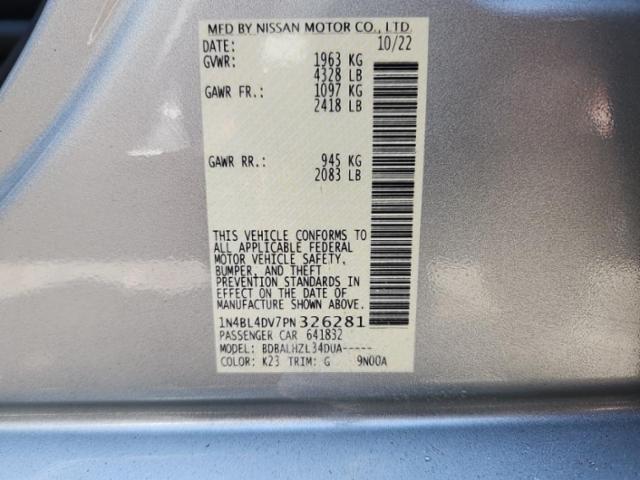 MFD BY NISSAN MOTOR CO., LTD.
DATE: 10/22
GVWR: 1963 KG
4328 LB
GAWR FR.: 1097 KG
2418 LB
GAWR RR.: 945 KG
2083 LB
THIS VEHICLE CONFORMS TO
ALL APPLICABLE FEDERAL
MOTOR VEHICLE SAFETY,
BUMPER, AND THEFT
PREVENTION STANDARDS IN
EFFECT ON THE DATE OF
MANUFACTURE SHOWN ABOVE.
1N4BL4DV7PN326281
PASSENGER CAR 641832
MODEL: BDBALHZL34DUA-----
COLOR: K23 TRIM: G 9N00A